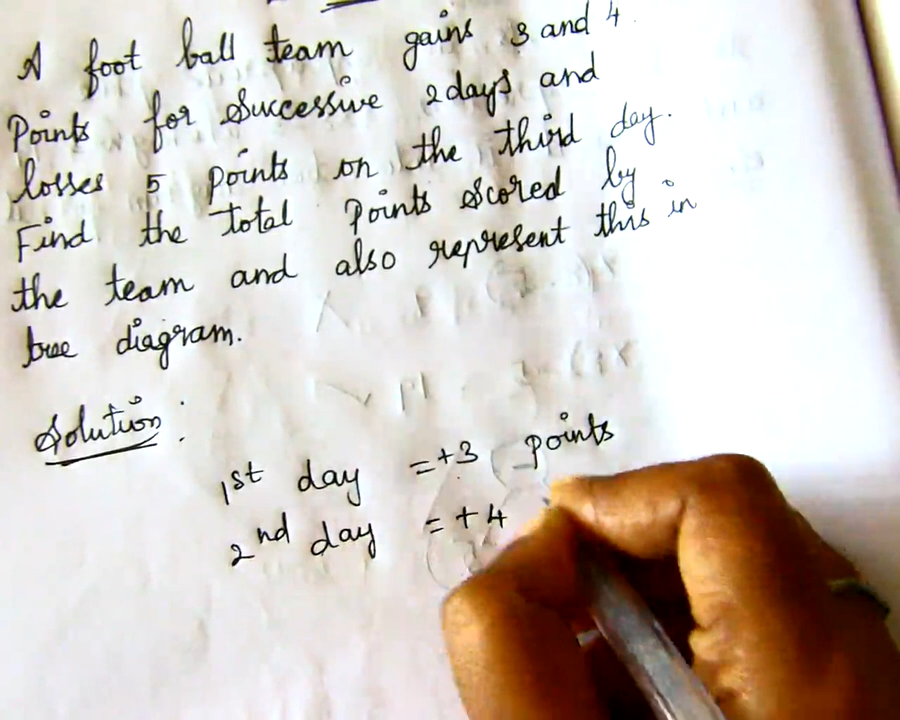 A foot ball team gains 3 and 4
Points for Successive 2 days and
losses 5 points on the third day.
Find the total Points Scored by
the team and also represent this in
tree diagram.
Solution :
1st day = +3 points
2nd day = + 4